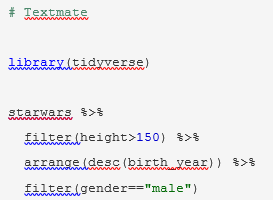 # Textmate
library(tidyverse)
starwars %>%
filter(height>150) %>%
arrange(desc(birth_year)) %>%
filter(gender=="male")